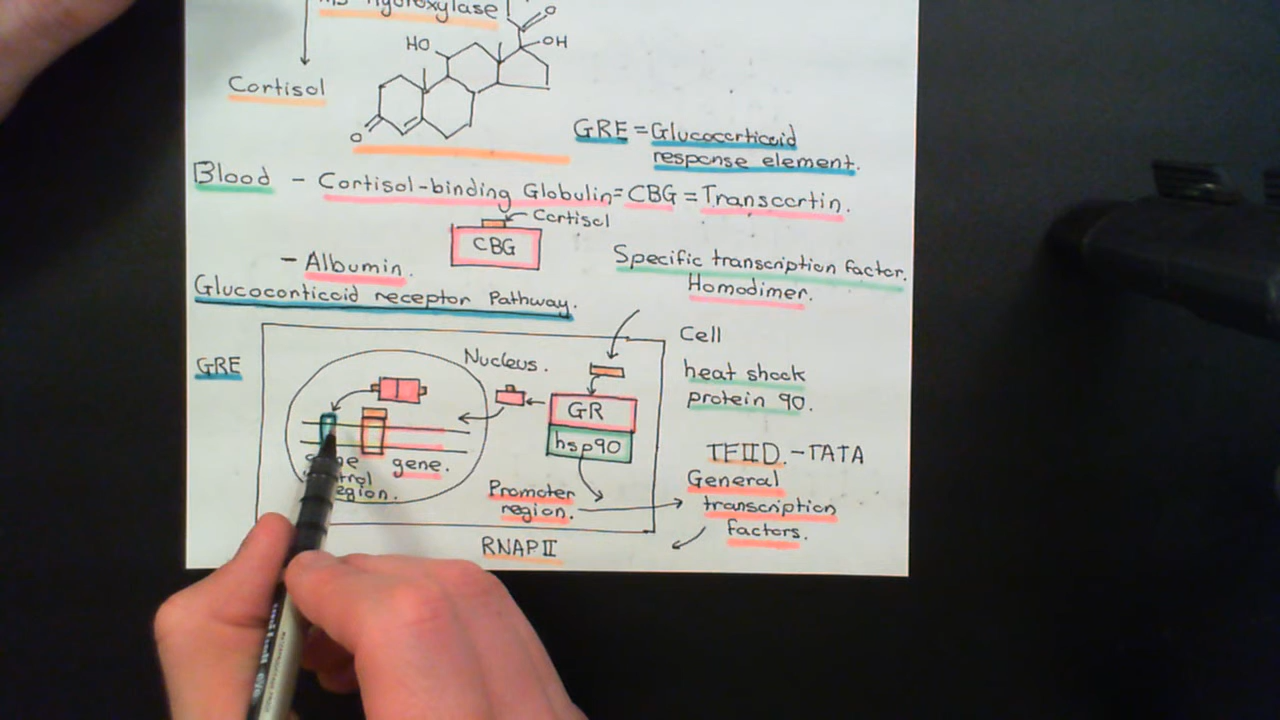 Hydroxylase
HO
OH
O
Cortisol
O
GRE = Glucocorticoid
response element.
Blood - Cortisol-binding Globulin = CBG = Transcortin.
Cortisol
CBG
- Albumin.
Specific transcription factor.
Homodimer.
Glucocorticoid receptor Pathway.
Cell
GRE
Nucleus.
heat shock
protein 90.
GR
hsp90
gene.
region.
Promoter
region.
TFIID. - TATA
General
transcription
factors.
RNAPII